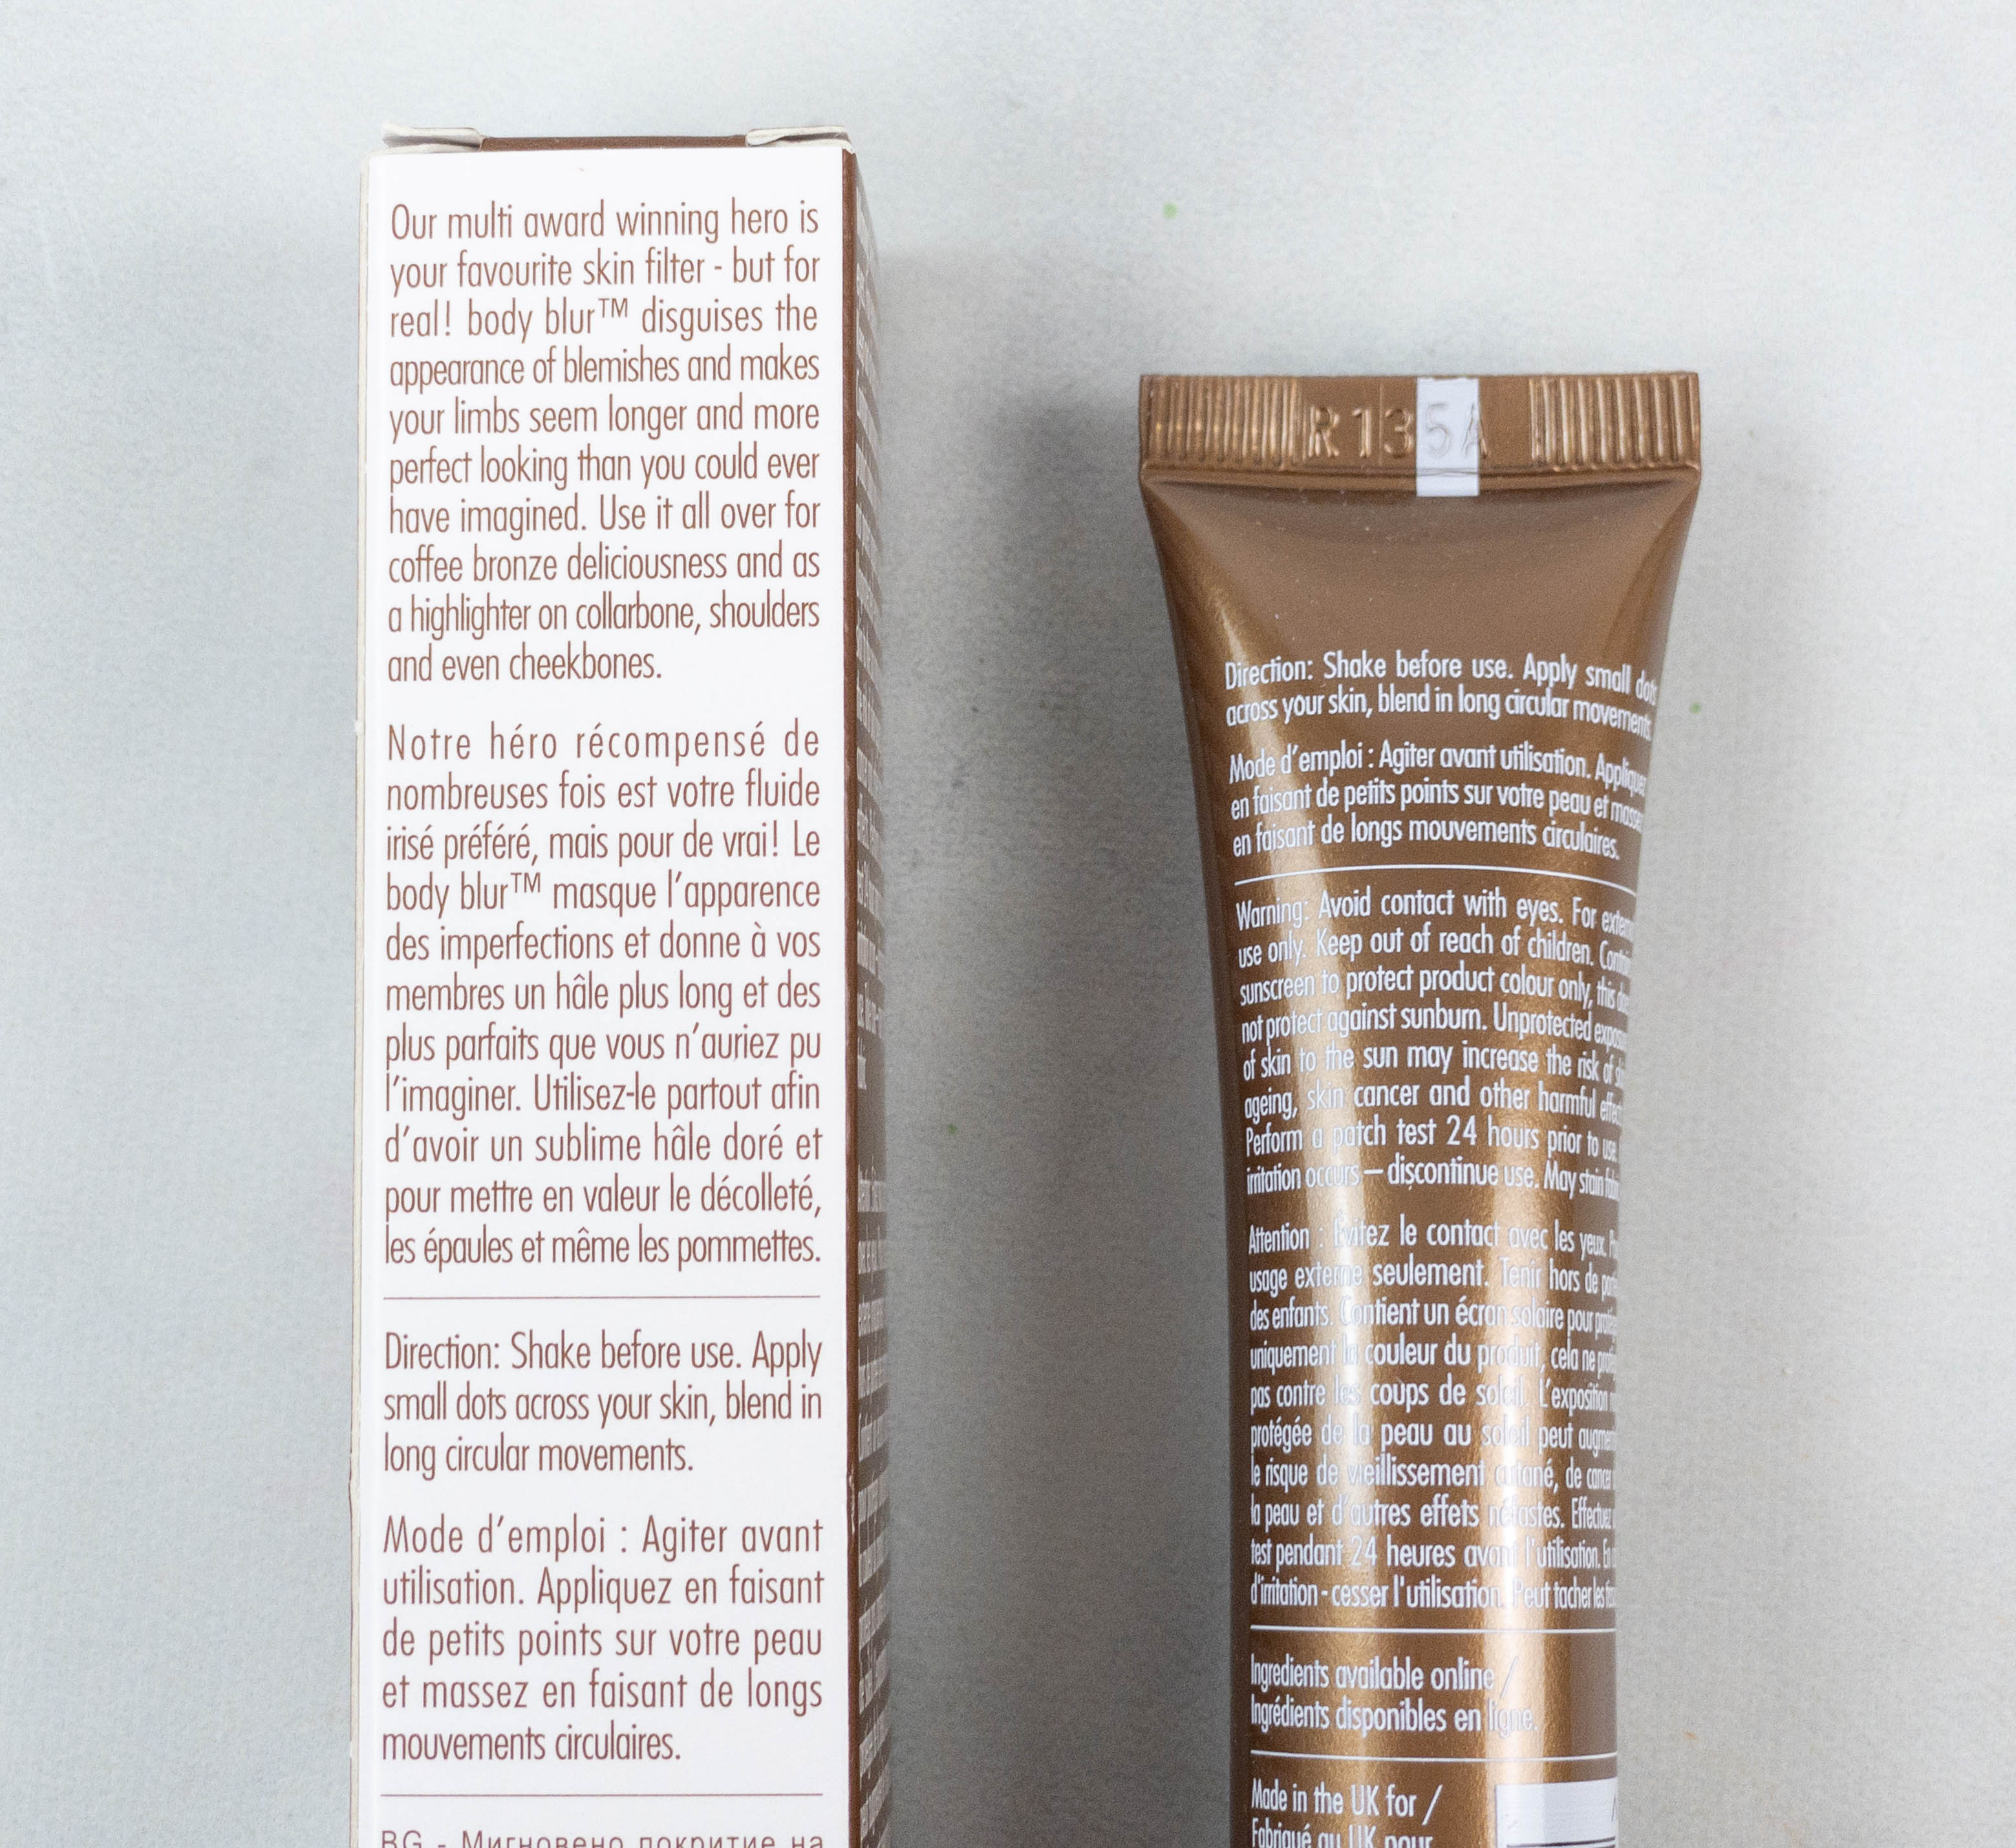 Our multi award winning hero is
your favourite skin filter - but for
real! body blur™ disguises the
appearance of blemishes and makes
your limbs seem longer and more
perfect looking than you could ever
have imagined. Use it all over for
coffee bronze deliciousness and as
a highlighter on collarbone, shoulders
and even cheekbones.
Notre héro récompensé de
nombreuses fois est votre fluide
irisé préféré, mais pour de vrai! Le
body blur™ masque l'apparence
des imperfections et donne à vos
membres un hâle plus long et des
plus parfaits que vous n'auriez pu
l'imaginer. Utilisez-le partout afin
d'avoir un sublime hâle doré et
pour mettre en valeur le décolleté,
les épaules et même les pommettes.
Direction: Shake before use. Apply
small dots across your skin, blend in
long circular movements.
Mode d'emploi : Agiter avant
utilisation. Appliquez en faisant
de petits points sur votre peau
et massez en faisant de longs
mouvements circulaires.
BG - Мигновено покритие на
R135A
Direction: Shake before use. Apply small dots
across your skin, blend in long circular movements.
Mode d'emploi : Agiter avant utilisation. Appliquez
en faisant de petits points sur votre peau et massez
en faisant de longs mouvements circulaires.
Warning: Avoid contact with eyes. For
use only. Keep out of reach of children.
sunscreen to protect product colour only, this
not protect against sunburn. Unprotected
of skin to the sun may increase the risk of
ageing, skin cancer and other harmful
Perform a patch test 24 hours prior to use.
irritation occurs – discontinue use. May stain
Attention : Évitez le contact avec les yeux.
usage externe seulement. Tenir hors de
des enfants. Contient un écran solaire pour
uniquement la couleur du produit, cela ne
pas contre les coups de soleil. L'exposition
protégée de la peau au soleil peut
le risque de vieillissement cutané, de
la peau et d'autres effets néfastes.
test pendant 24 heures avant l'utilisation. En
d'irritation - cesser l'utilisation. Peut tacher les
Ingredients available online /
Ingrédients disponibles en ligne.
Made in the UK for /
Fabriqué au UK pour